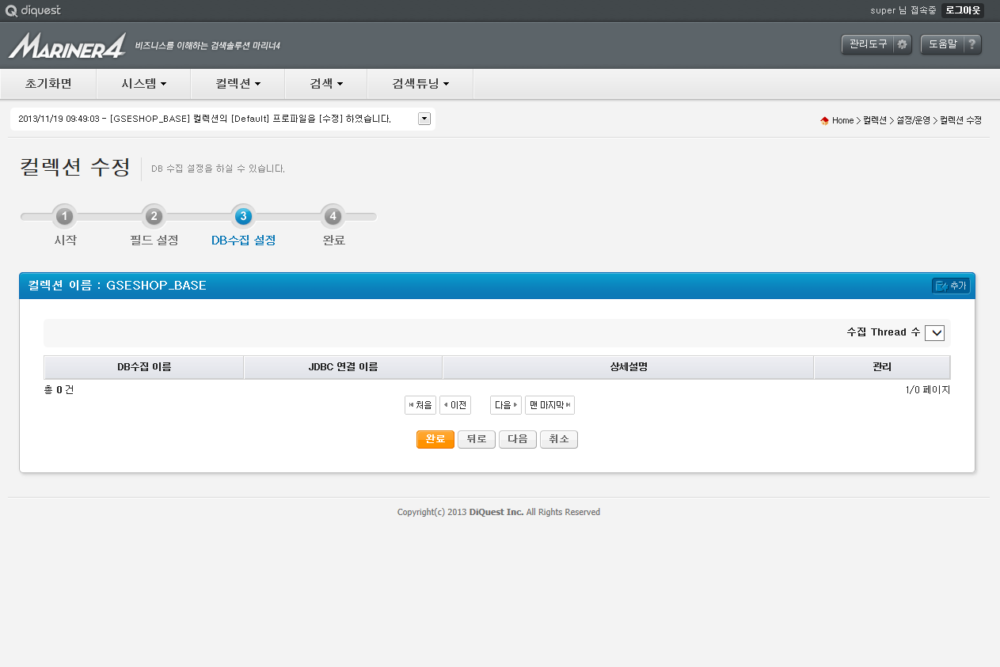 diquest
super 님 접속중 로그아웃
MARINER4 비즈니스를 이해하는 검색솔루션 마리너4
관리도구 도움말 ?
초기화면 시스템 컬렉션 검색 검색튜닝
2013/11/19 09:49:03 - [GSESHOP_BASE] 컬렉션의 [Default] 프로파일을 [수정] 하였습니다.
Home > 컬렉션 > 설정/운영 > 컬렉션 수정
컬렉션 수정 DB 수집 설정을 하실 수 있습니다.
1 2 3 4
시작 필드 설정 DB수집 설정 완료
컬렉션 이름 : GSESHOP_BASE 추가
수집 Thread 수
DB수집 이름 JDBC 연결 이름 상세설명 관리
총 0 건 1/0 페이지
처음 이전 다음 맨 마지막
완료 뒤로 다음 취소
Copyright(c) 2013 DiQuest Inc. All Rights Reserved